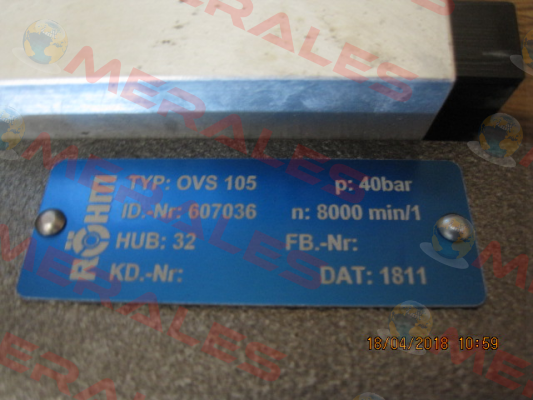 MERALES
RÖHM
TYP: OVS 105 p: 40bar
ID.-Nr: 607036 n: 8000 min/1
HUB: 32 FB.-Nr:
KD.-Nr: DAT: 1811
18/04/2018 10:59